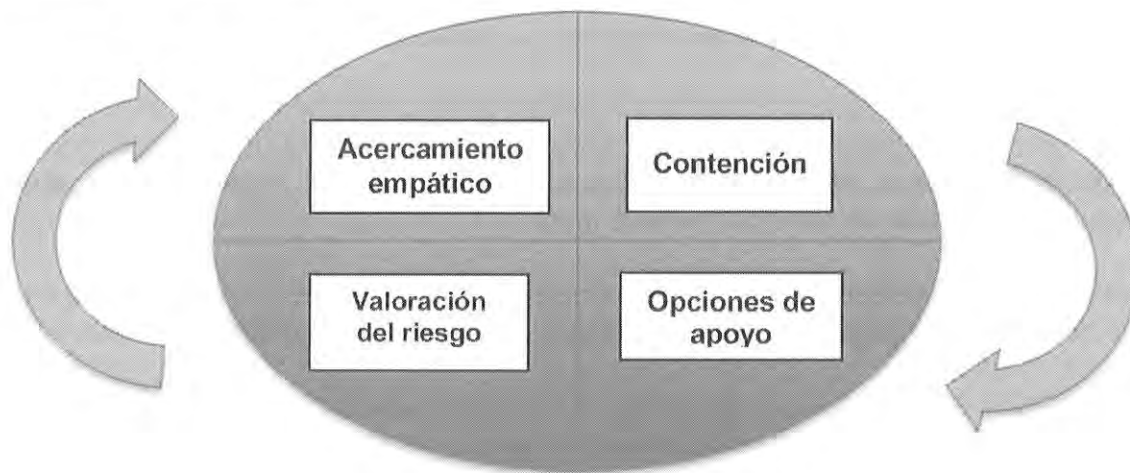 Acercamiento
empático
Contención
Valoración
del riesgo
Opciones de
apoyo